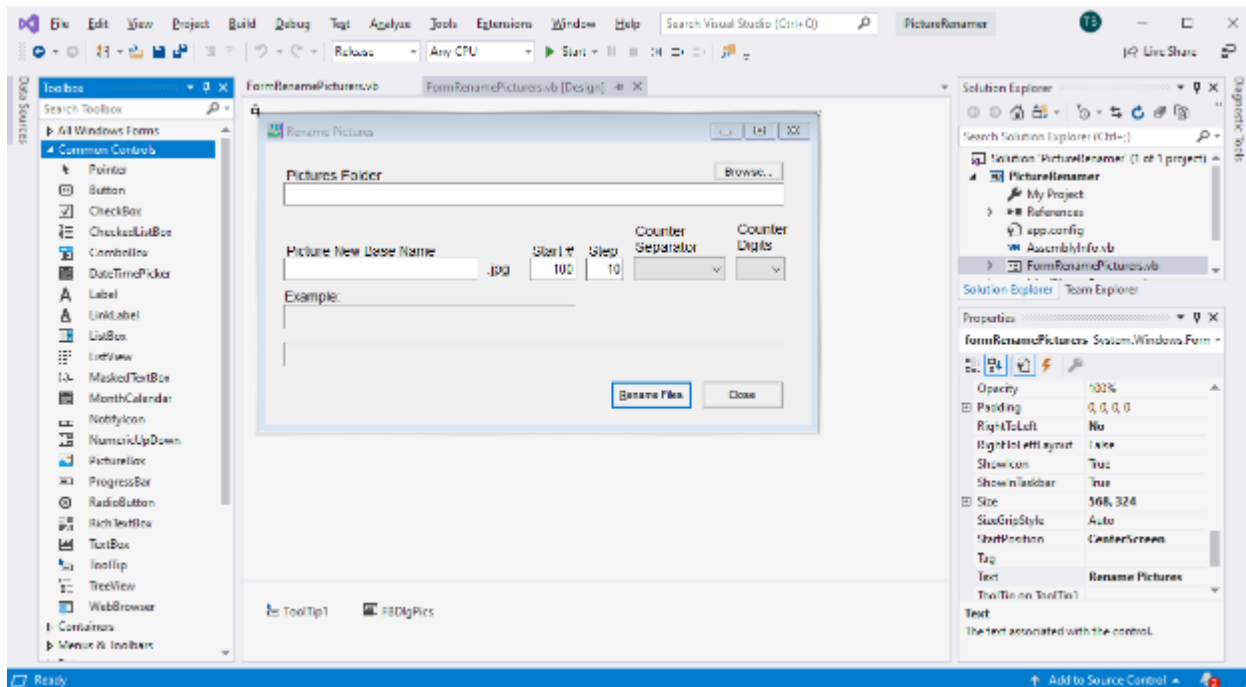 File Edit View Project Build Debug Test Analyze Tools Extensions Window Help Search Visual Studio (Ctrl+Q) PictureRenamer TB
Release Any CPU Start Live Share
Data Sources
Toolbox
Search Toolbox
All Windows Forms
Common Controls
Pointer
Button
CheckBox
CheckedListBox
ComboBox
DateTimePicker
Label
LinkLabel
ListBox
ListView
MaskedTextBox
MonthCalendar
NotifyIcon
NumericUpDown
PictureBox
ProgressBar
RadioButton
RichTextBox
TextBox
ToolTip
TreeView
WebBrowser
Containers
Menus & Toolbars
FormRenamePicturers.vb FormRenamePicturers.vb [Design]
Rename Pictures
Pictures Folder Browse...
Picture New Base Name .jpg Start # Step Counter Separator Counter Digits
100 10
Example:
Rename Files Close
ToolTip1 FBDlgPics
Solution Explorer
Search Solution Explorer (Ctrl+;)
Solution 'PictureRenamer' (1 of 1 project)
PictureRenamer
My Project
References
app.config
AssemblyInfo.vb
FormRenamePicturers.vb
Solution Explorer Team Explorer
Properties
formRenamePicturers System.Windows.Form
Opacity 100%
Padding 0, 0, 0, 0
RightToLeft No
RightToLeftLayout False
ShowIcon True
ShowInTaskbar True
Size 568, 324
SizeGripStyle Auto
StartPosition CenterScreen
Tag
Text Rename Pictures
ToolTip on ToolTip1
Text
The text associated with the control.
Diagnostic Tools
Ready Add to Source Control